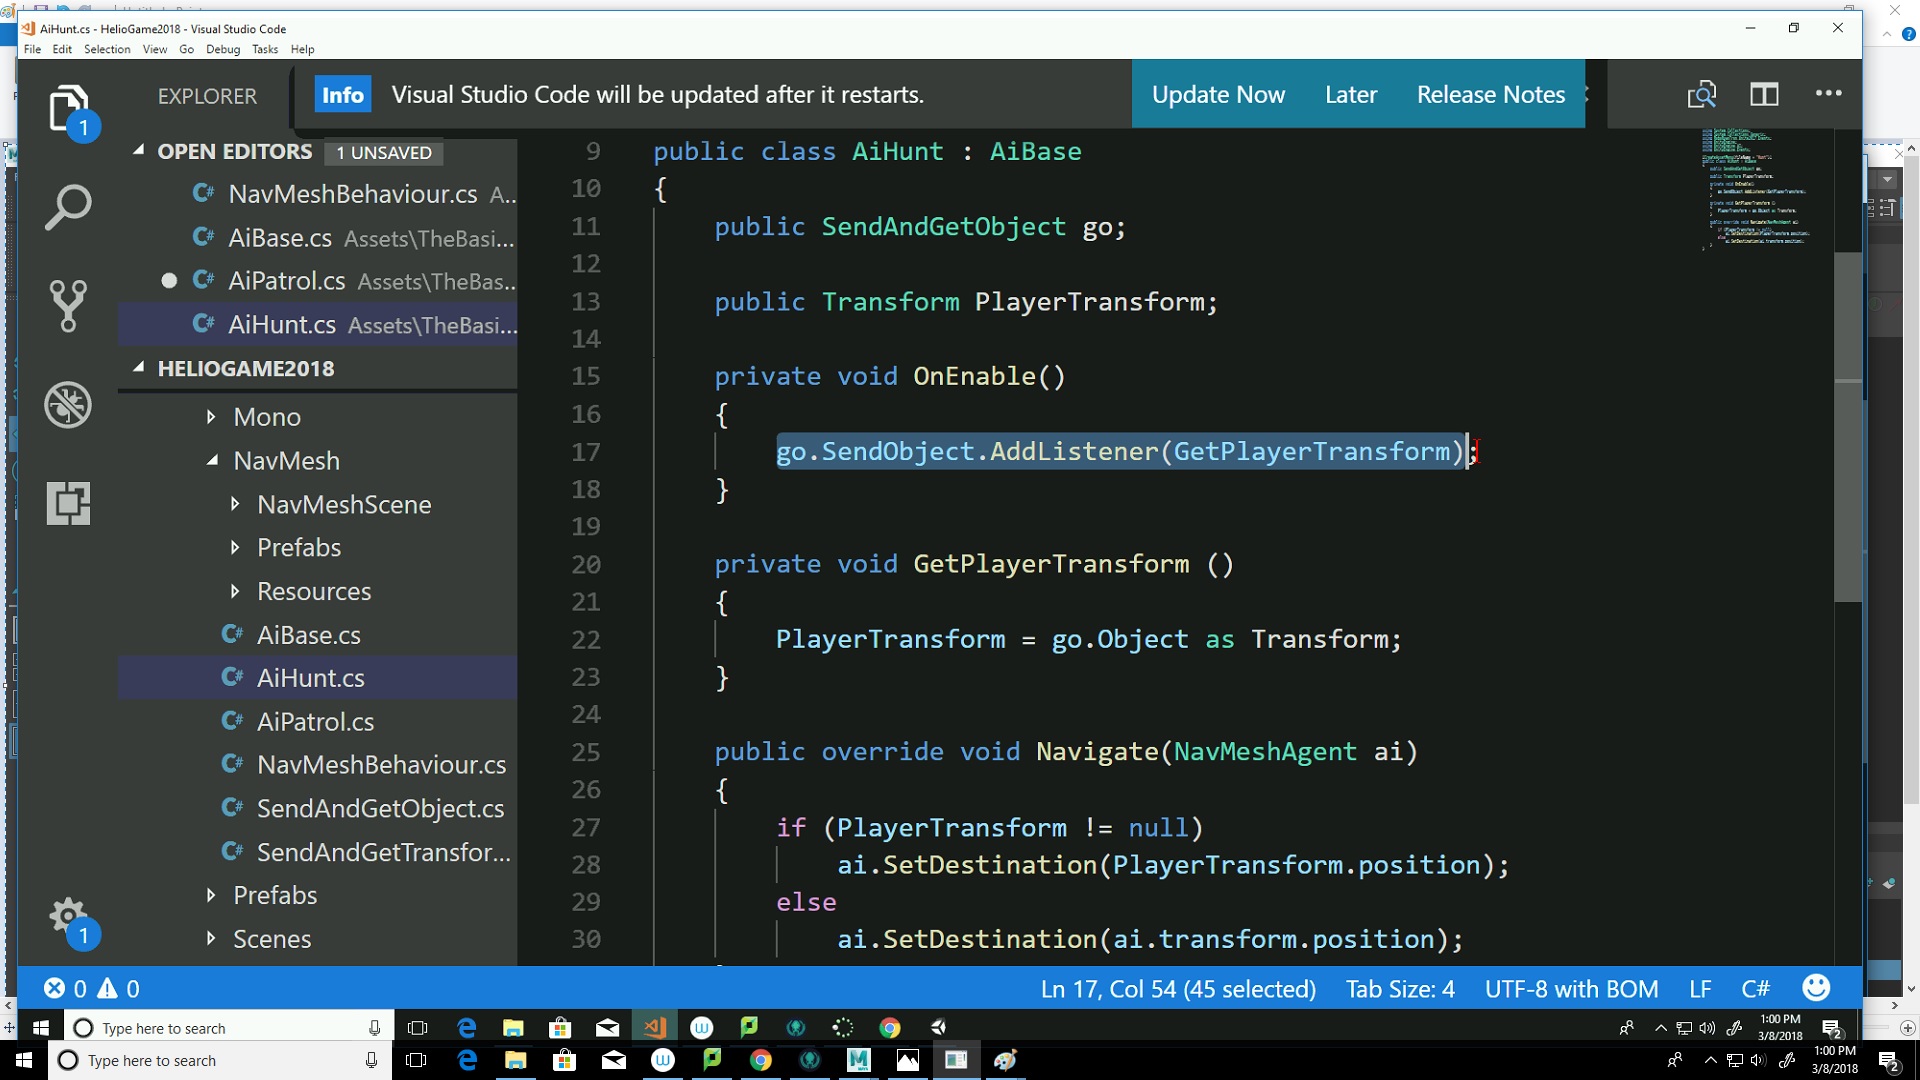 AiHunt.cs - HelioGame2018 - Visual Studio Code
File Edit Selection View Go Debug Tasks Help
EXPLORER
Info Visual Studio Code will be updated after it restarts.
Update Now Later Release Notes
1
OPEN EDITORS 1 UNSAVED
NavMeshBehaviour.cs A...
AiBase.cs Assets\TheBasi...
AiPatrol.cs Assets\TheBas...
AiHunt.cs Assets\TheBasi...
HELIOGAME2018
Mono
NavMesh
NavMeshScene
Prefabs
Resources
AiBase.cs
AiHunt.cs
AiPatrol.cs
NavMeshBehaviour.cs
SendAndGetObject.cs
SendAndGetTransfor...
Prefabs
Scenes
1
9 public class AiHunt : AiBase
10 {
11 public SendAndGetObject go;
12
13 public Transform PlayerTransform;
14
15 private void OnEnable()
16 {
17 go.SendObject.AddListener(GetPlayerTransform);
18 }
19
20 private void GetPlayerTransform ()
21 {
22 PlayerTransform = go.Object as Transform;
23 }
24
25 public override void Navigate(NavMeshAgent ai)
26 {
27 if (PlayerTransform != null)
28 ai.SetDestination(PlayerTransform.position);
29 else
30 ai.SetDestination(ai.transform.position);
0 0
Ln 17, Col 54 (45 selected) Tab Size: 4 UTF-8 with BOM LF C#
Type here to search
1:00 PM
3/8/2018
2
Type here to search
1:00 PM
3/8/2018
2